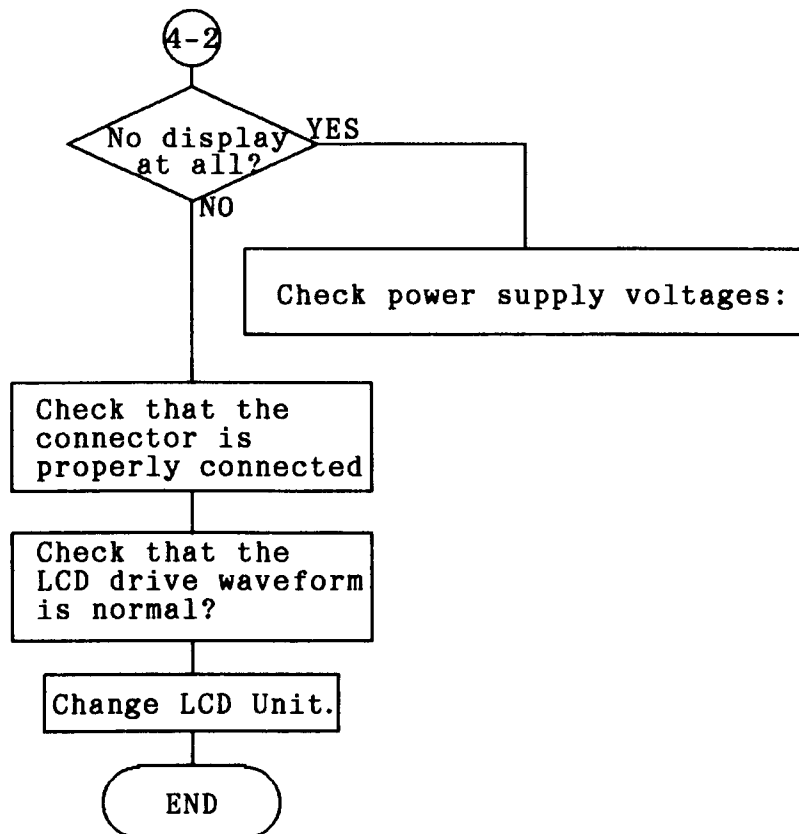 4-2
No display
at all?
YES
NO
Check power supply voltages:
Check that the
connector is
properly connected
Check that the
LCD drive waveform
is normal?
Change LCD Unit.
END